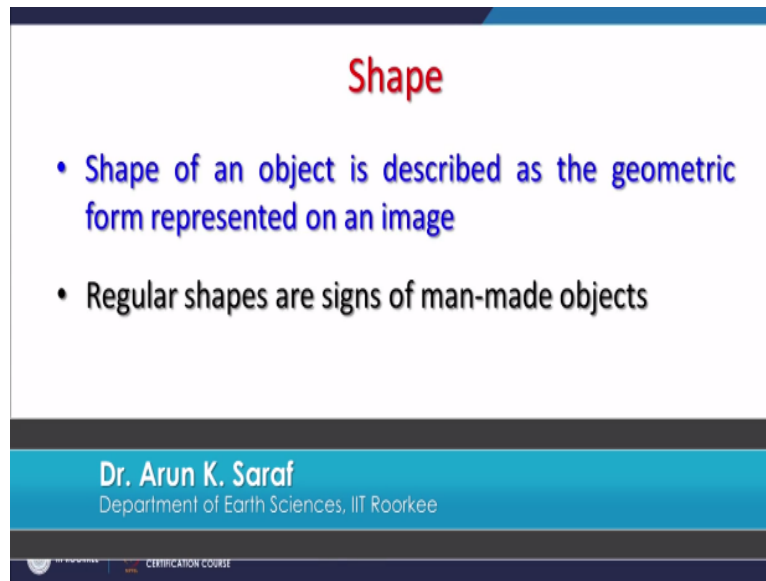 Shape
• Shape of an object is described as the geometric
form represented on an image
• Regular shapes are signs of man-made objects
Dr. Arun K. Saraf
Department of Earth Sciences, IIT Roorkee
CERTIFICATION COURSE